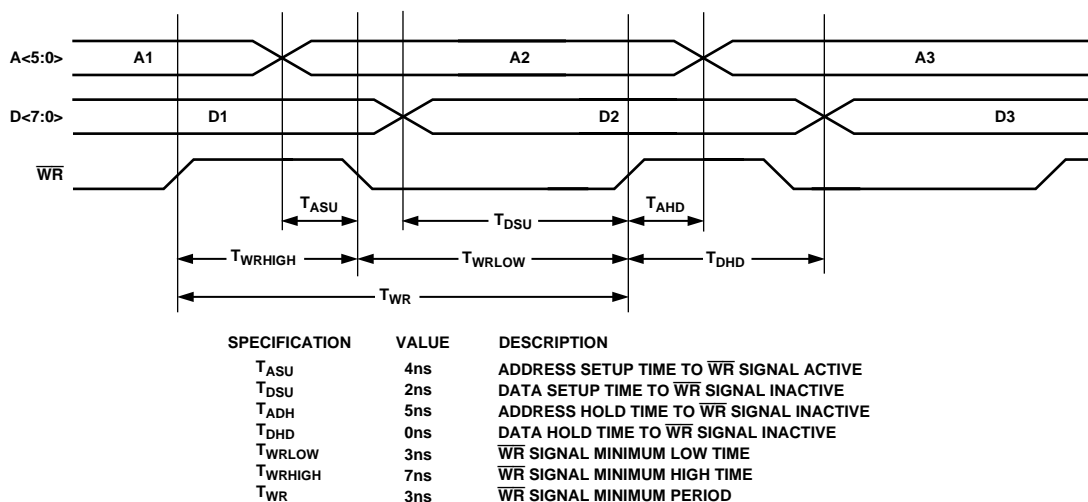 A<5:0> A1 A2 A3
D<7:0> D1 D2 D3
WR
TASU TAHD
TDSU
TWRHIGH TWRLOW TDHD
TWR
SPECIFICATION VALUE DESCRIPTION
TASU 4ns ADDRESS SETUP TIME TO WR SIGNAL ACTIVE
TDSU 2ns DATA SETUP TIME TO WR SIGNAL INACTIVE
TADH 5ns ADDRESS HOLD TIME TO WR SIGNAL INACTIVE
TDHD 0ns DATA HOLD TIME TO WR SIGNAL INACTIVE
TWRLOW 3ns WR SIGNAL MINIMUM LOW TIME
TWRHIGH 7ns WR SIGNAL MINIMUM HIGH TIME
TWR 3ns WR SIGNAL MINIMUM PERIOD